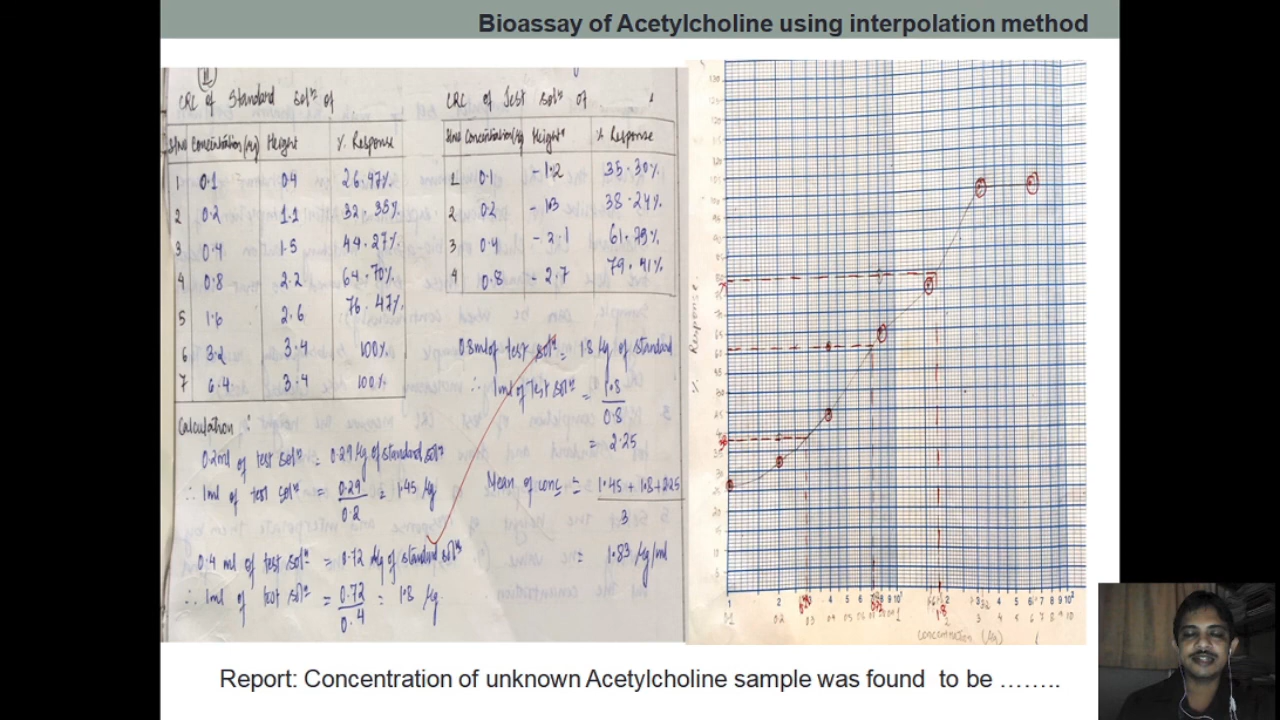 Bioassay of Acetylcholine using interpolation method
11
CRC of Standard solⁿ of
S/no Concentration (μg) Height % Response
1 0.1 0.4 26.47%
2 0.2 1.1 32.35%
3 0.4 1.5 44.27%
4 0.8 2.2 64.70%
5 1.6 2.6 76.47%
6 3.2 3.4 100%
7 6.4 3.4 100%
Calculation :
0.2ml of test solⁿ = 0.29 μg of standard solⁿ
∴ 1ml of test solⁿ = 0.29/0.2 = 1.45 μg
0.4 ml of test solⁿ = 0.72 μg of standard solⁿ
∴ 1ml of test solⁿ = 0.72/0.4 = 1.8 μg
CRC of Test solⁿ of
S/no Concentration (μg) Height % Response
1 0.1 - 1.2 35.30%
2 0.2 - 1.3 38.24%
3 0.4 - 2.1 61.%
4 0.8 - 2.7 79.41%
0.8ml of test solⁿ = 1.8 μg of standard
∴ 1ml of test solⁿ = 1.8/0.8
= 2.25
Mean of conc = 1.45 + 1.8 + 2.25/3
= 1.83 μg/ml
% Response
Concentration (μg)
Report: Concentration of unknown Acetylcholine sample was found to be ……..